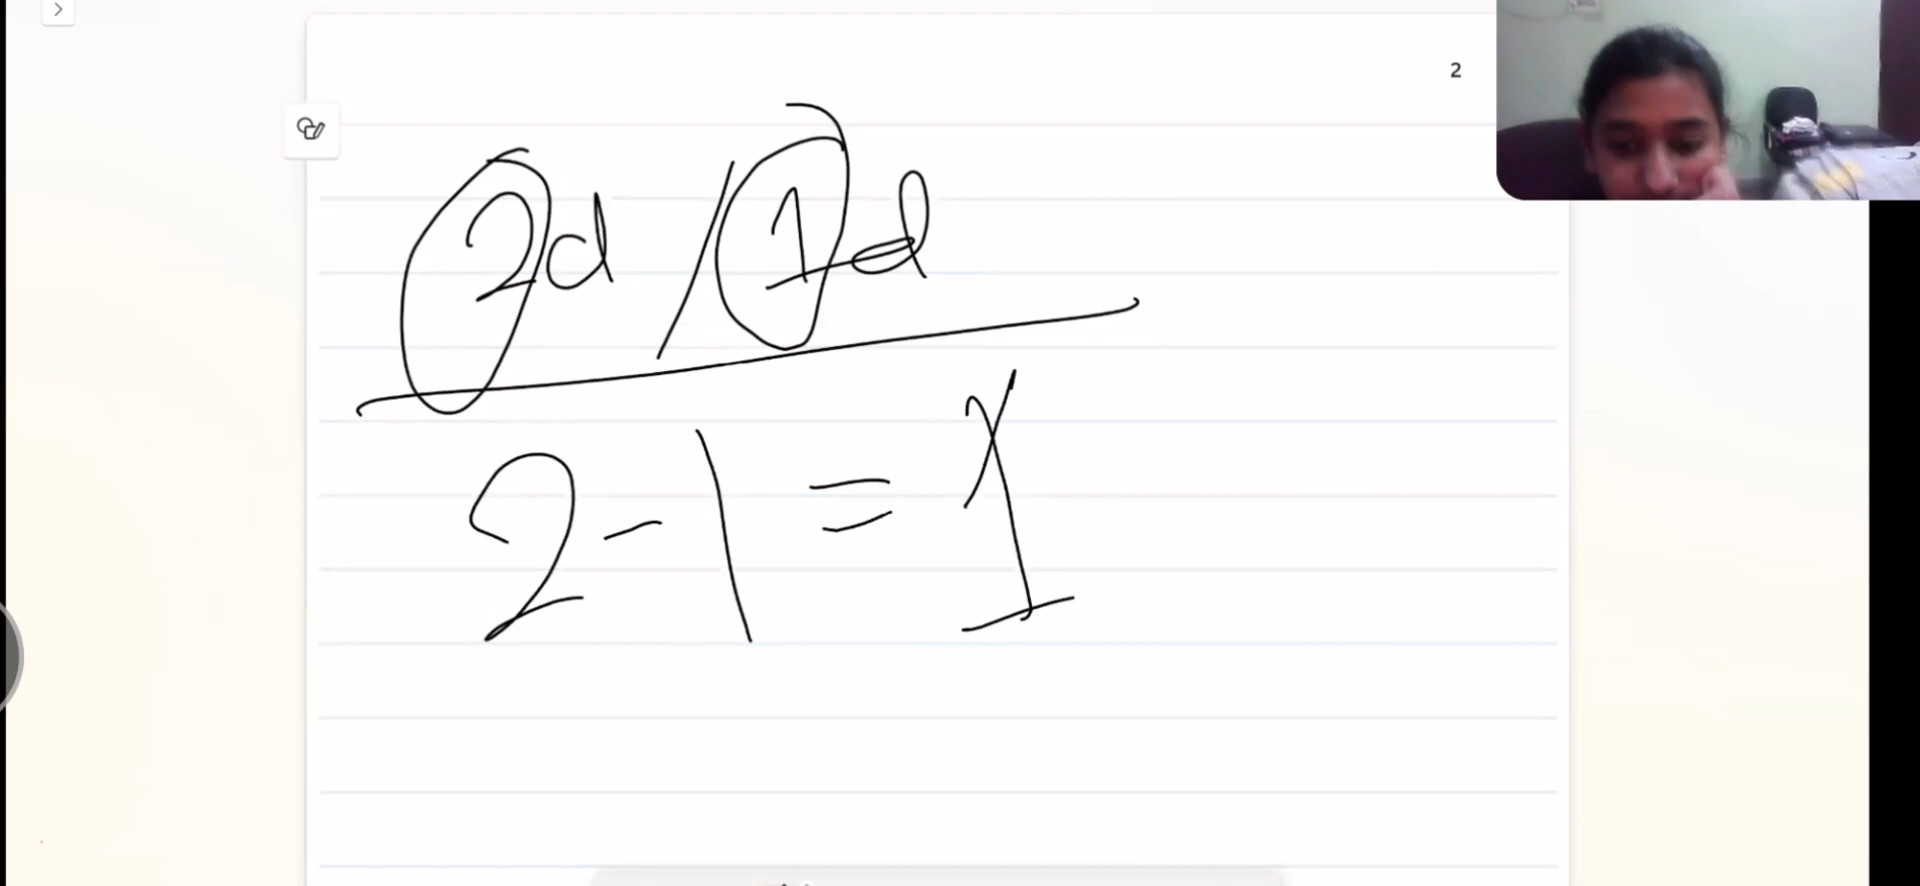 2
2d / 1d
2 - 1 = 1